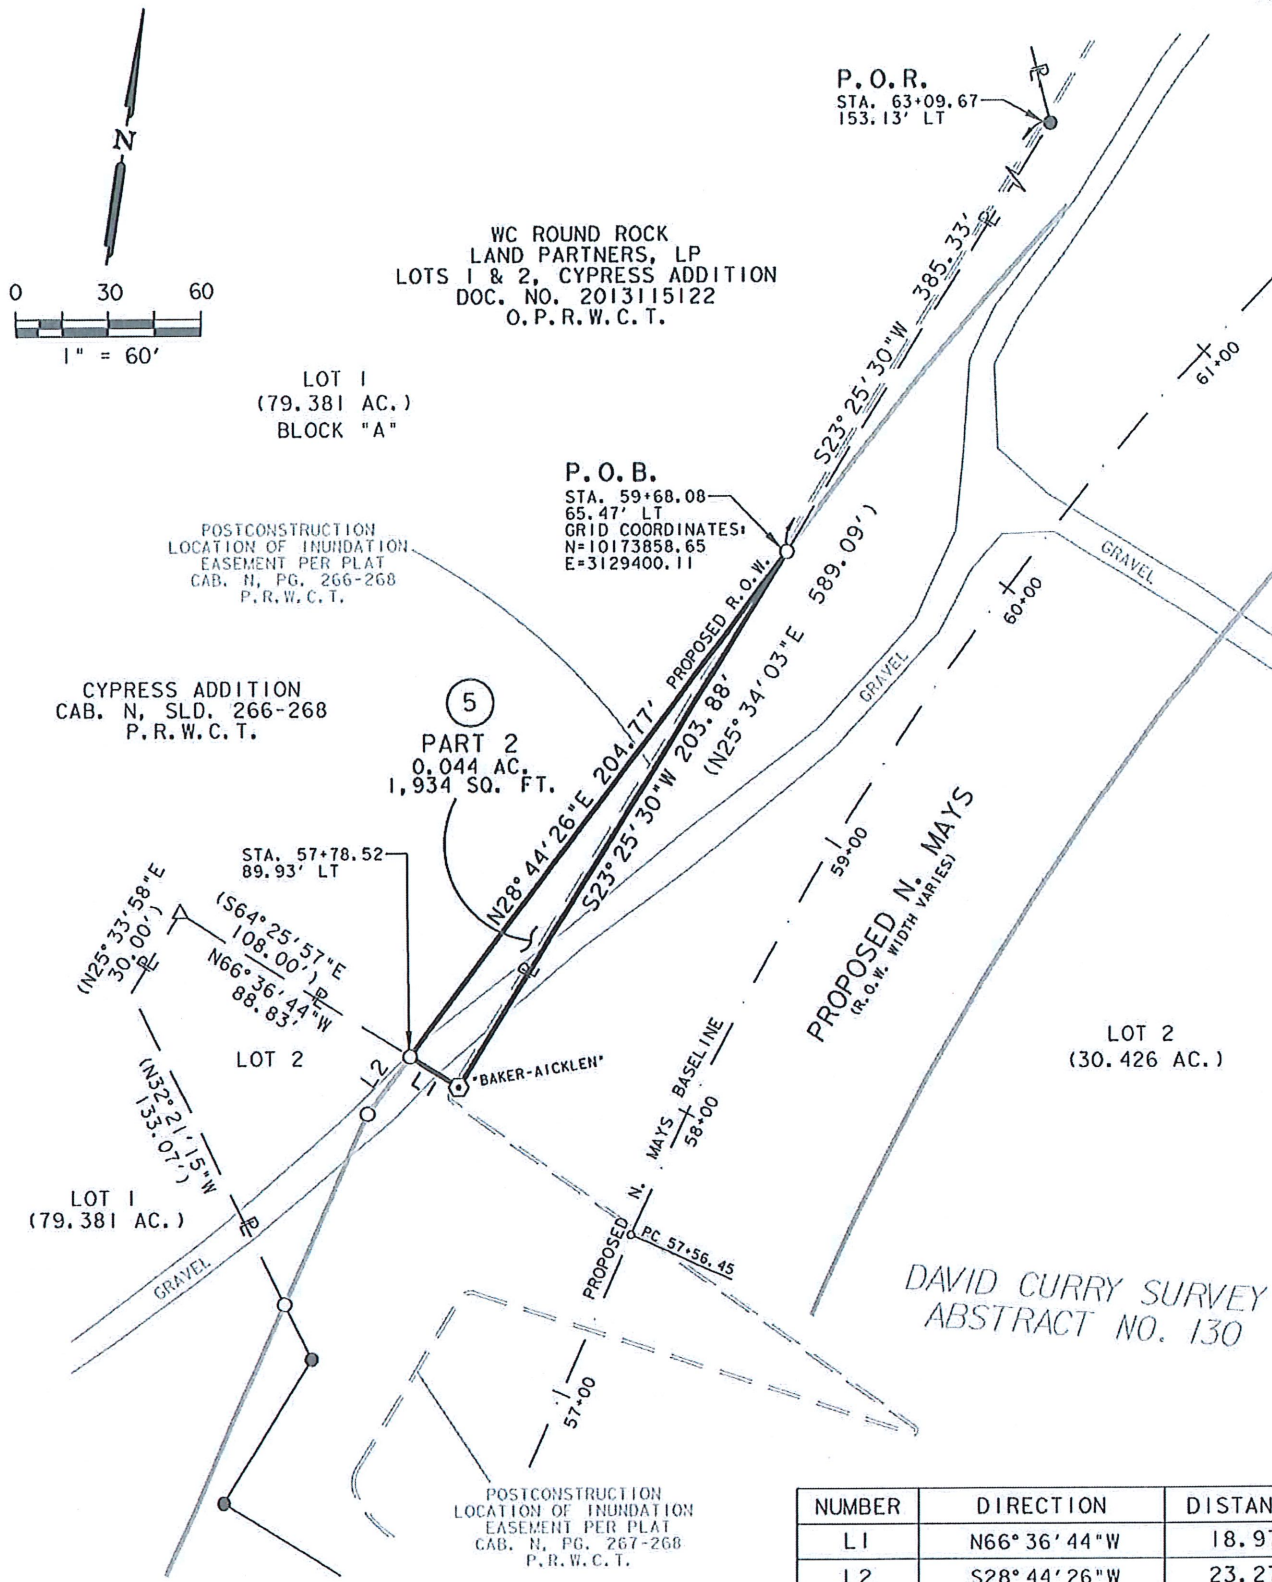 P.O.R.
STA. 63+09.67
153.13' LT
N
0 30 60
1" = 60'
WC ROUND ROCK
LAND PARTNERS, LP
LOTS 1 & 2, CYPRESS ADDITION
DOC. NO. 2013115122
O.P.R.W.C.T.
LOT 1
(79.381 AC.)
BLOCK "A"
S23°25'30"W 385.33'
61+00
P.O.B.
STA. 59+68.08
65.47' LT
GRID COORDINATES:
N=10173858.65
E=3129400.11
POSTCONSTRUCTION
LOCATION OF INUNDATION
EASEMENT PER PLAT
CAB. N, PG. 266-268
P.R.W.C.T.
GRAVEL
60+00
PROPOSED R.O.W.
(N25°34'03"E 589.09')
GRAVEL
CYPRESS ADDITION
CAB. N, SLD. 266-268
P.R.W.C.T.
5
PART 2
0.044 AC.
1,934 SQ. FT.
N28°44'26"E 204.77'
S23°25'30"W 203.88'
59+00
PROPOSED N. MAYS
(R.O.W. WIDTH VARIES)
STA. 57+78.52
89.93' LT
(N25°33'58"E
30.00')
(S64°25'57"E
108.00')
N66°36'44"W
88.83'
LOT 2
LOT 2
(30.426 AC.)
L2
L1
"BAKER-AICKLEN"
58+00
PROPOSED N. MAYS BASELINE
(N32°21'15"W
133.07')
LOT 1
(79.381 AC.)
GRAVEL
PC 57+56.45
DAVID CURRY SURVEY
ABSTRACT NO. 130
57+00
POSTCONSTRUCTION
LOCATION OF INUNDATION
EASEMENT PER PLAT
CAB. N, PG. 267-268
P.R.W.C.T.
NUMBER DIRECTION DISTAN
L1 N66°36'44"W 18.97
L2 S28°44'26"W 23.27